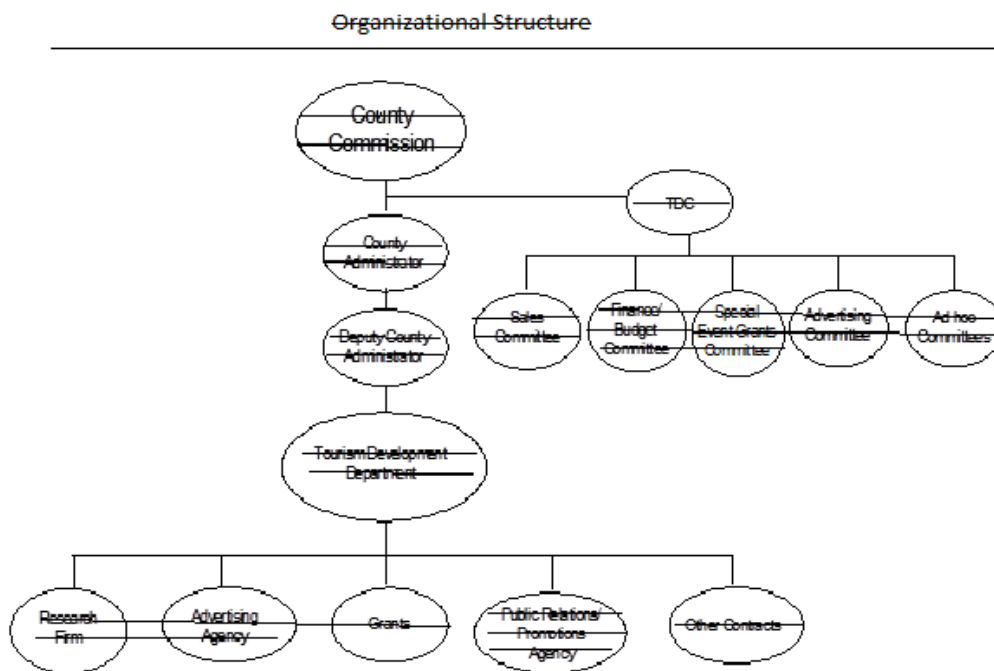 Organizational Structure
County
Commission
TDC
County
Administrator
Deputy County
Administrator
Sales
Committee
Finance/
Budget
Committee
Special
Event Grants
Committee
Advertising
Committee
Ad hoc
Committees
Tourism Development
Department
Research
Firm
Advertising
Agency
Grants
Public Relations/
Promotions
Agency
Other Contracts